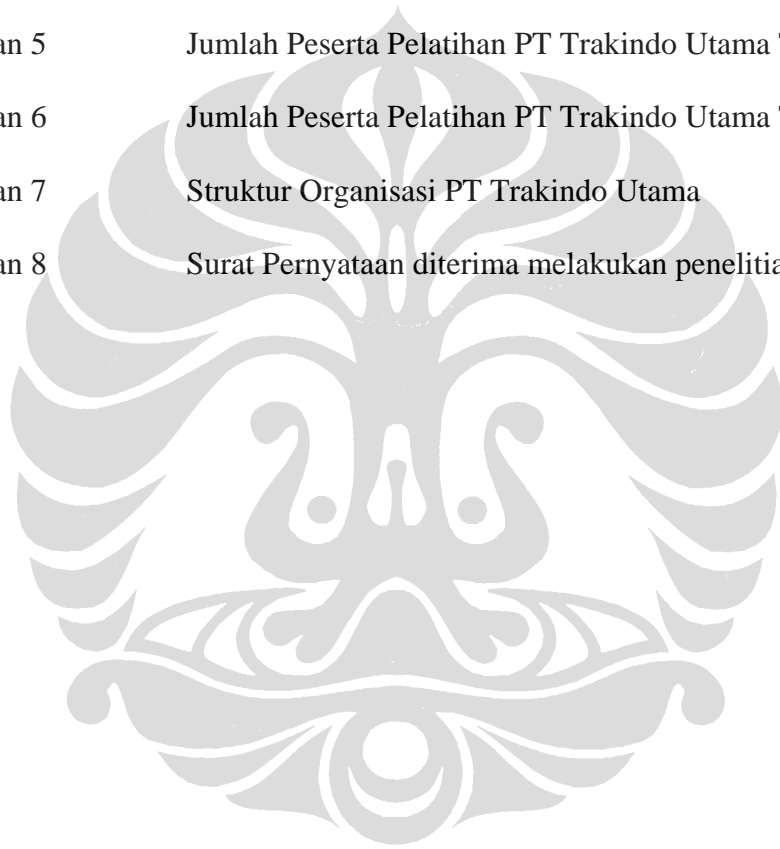 an 5 Jumlah Peserta Pelatihan PT Trakindo Utama
an 6 Jumlah Peserta Pelatihan PT Trakindo Utama
an 7 Struktur Organisasi PT Trakindo Utama
an 8 Surat Pernyataan diterima melakukan penelitia